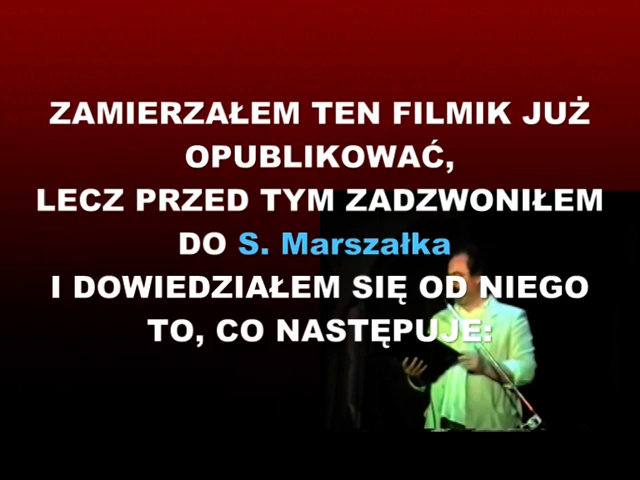 ZAMIERZAŁEM TEN FILMIK JUŻ
OPUBLIKOWAĆ,
LECZ PRZED TYM ZADZWONIŁEM
DO S. Marszałka
I DOWIEDZIAŁEM SIĘ OD NIEGO
TO, CO NASTĘPUJE: